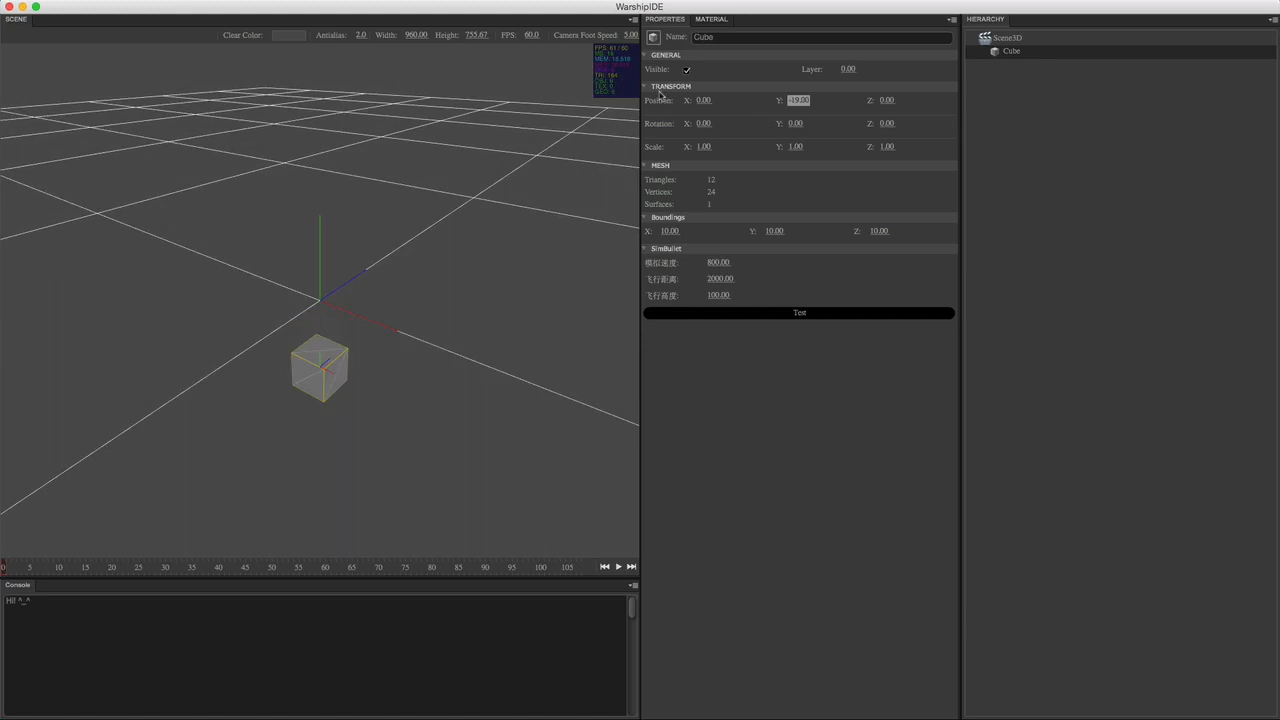 WarshipIDE
SCENE
Clear Color: Antialias: 2.0 Width: 960.00 Height: 755.67 FPS: 60.0 Camera Foot Speed: 5.00
FPS: 61 / 60
Hi! ^_^
0 5 10 15 20 25 30 35 40 45 50 55 60 65 70 75 80 85 90 95 100 105
Console
PROPERTIES MATERIAL
Name: Cube
GENERAL
Visible: Layer: 0.00
TRANSFORM
Position: X: 0.00 Y: -19.00 Z: 0.00
Rotation: X: 0.00 Y: 0.00 Z: 0.00
Scale: X: 1.00 Y: 1.00 Z: 1.00
MESH
Triangles: 12
Vertices: 24
Surfaces: 1
Boundings
X: 10.00 Y: 10.00 Z: 10.00
SimBullet
模拟速度: 800.00
飞行距离: 2000.00
飞行高度: 100.00
Test
HIERARCHY
Scene3D
Cube